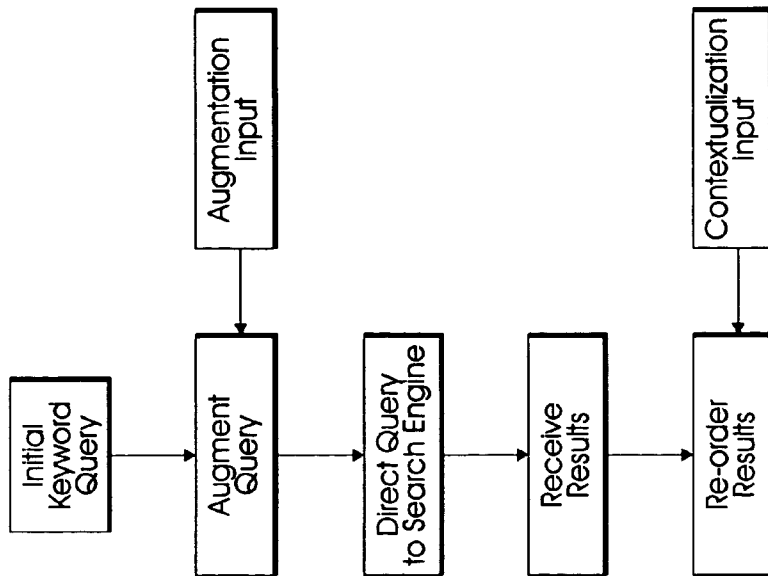 Initial
Keyword
Query
Augment
Query
Augmentation
Input
Direct Query
to Search Engine
Receive
Results
Re-order
Results
Contextualization
Input